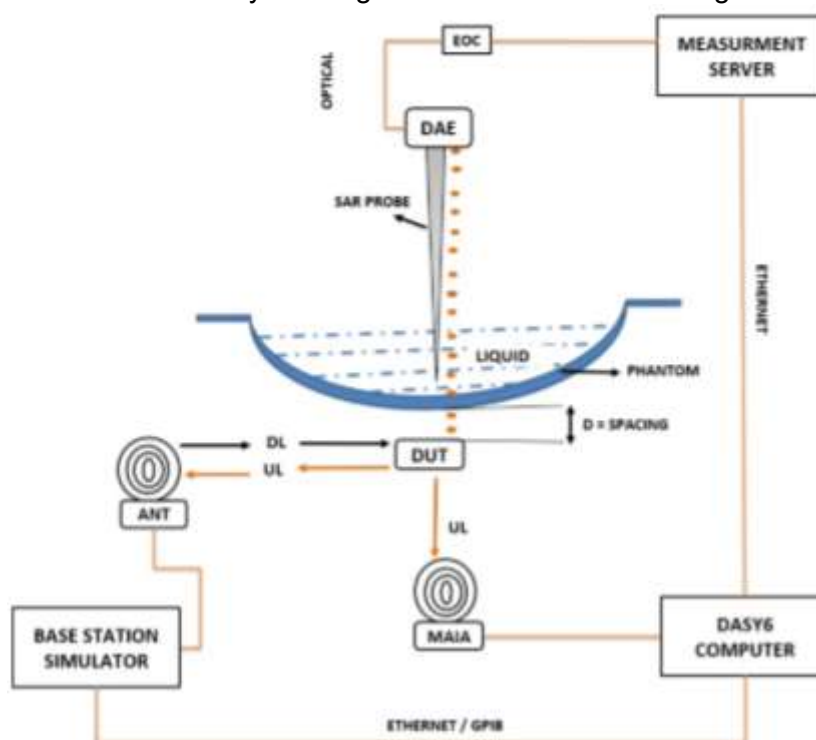 EOC
MEASURMENT
SERVER
OPTICAL
DAE
SAR PROBE
ETHERNET
LIQUID
PHANTOM
D = SPACING
DL
DUT
UL
ANT
UL
MAIA
BASE STATION
SIMULATOR
DASY6
COMPUTER
ETHERNET / GPIB